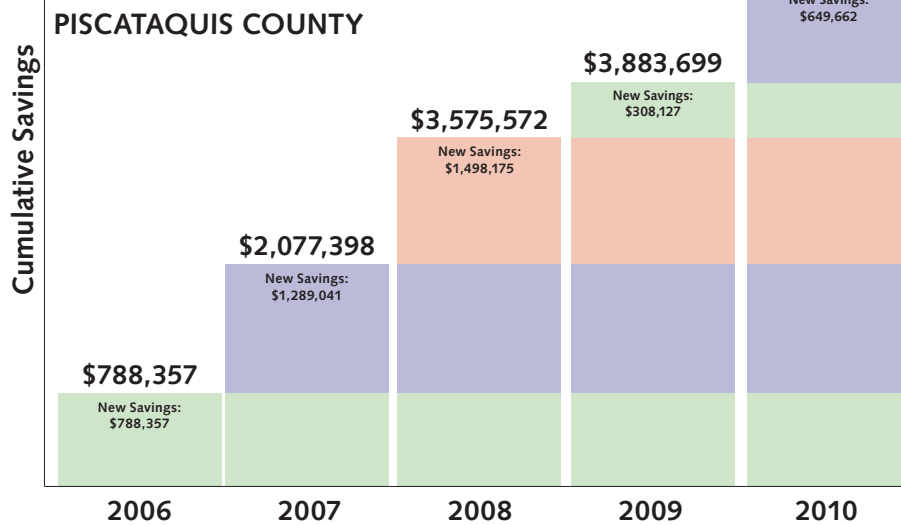 PISCATAQUIS COUNTY
Cumulative Savings
New Savings:
$649,662
$3,883,699
New Savings:
$308,127
$3,575,572
New Savings:
$1,498,175
$2,077,398
New Savings:
$1,289,041
$788,357
New Savings:
$788,357
2006
2007
2008
2009
2010